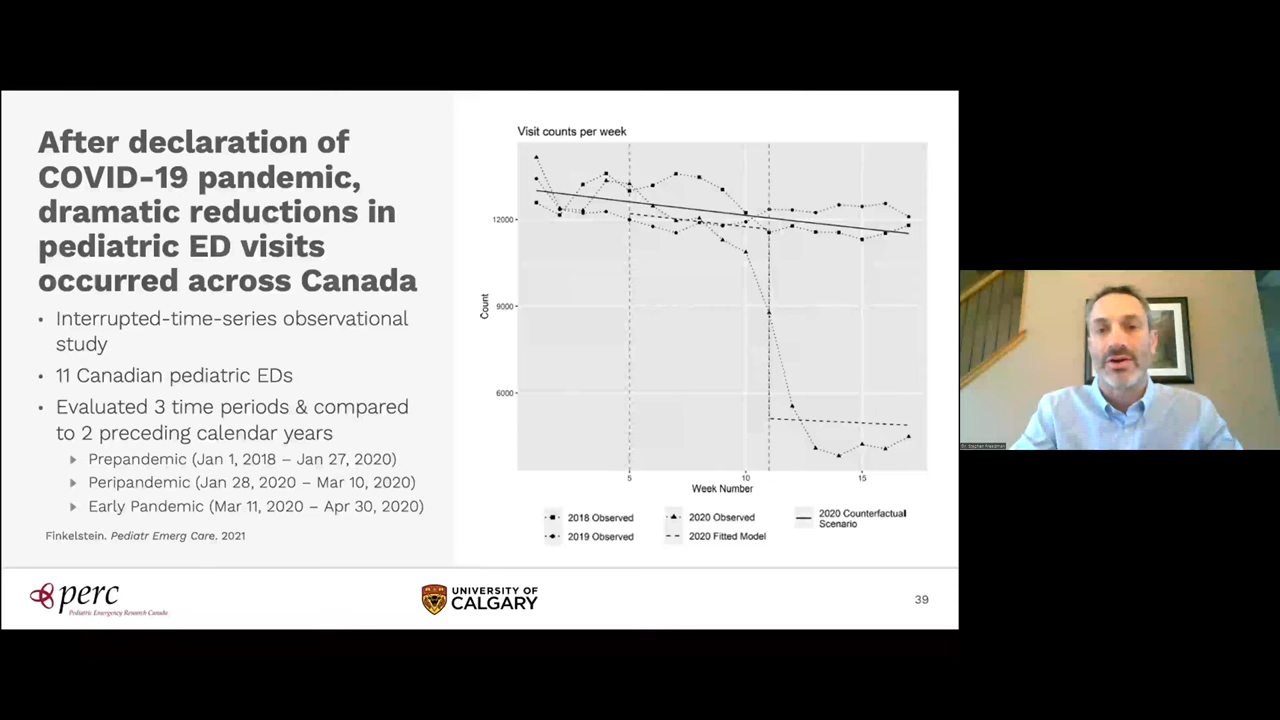 After declaration of
COVID-19 pandemic,
dramatic reductions in
pediatric ED visits
occurred across Canada
• Interrupted-time-series observational
study
• 11 Canadian pediatric EDs
• Evaluated 3 time periods & compared
to 2 preceding calendar years
Prepandemic (Jan 1, 2018 – Jan 27, 2020)
Peripandemic (Jan 28, 2020 – Mar 10, 2020)
Early Pandemic (Mar 11, 2020 – Apr 30, 2020)
Finkelstein. Pediatr Emerg Care. 2021
Visit counts per week
12000
9000
6000
Count
5
10
15
Week Number
2018 Observed
2019 Observed
2020 Observed
2020 Fitted Model
2020 Counterfactual
Scenario
perc
Pediatric Emergency Research Canada
UNIVERSITY OF
CALGARY
39
Dr. Stephen Freedman